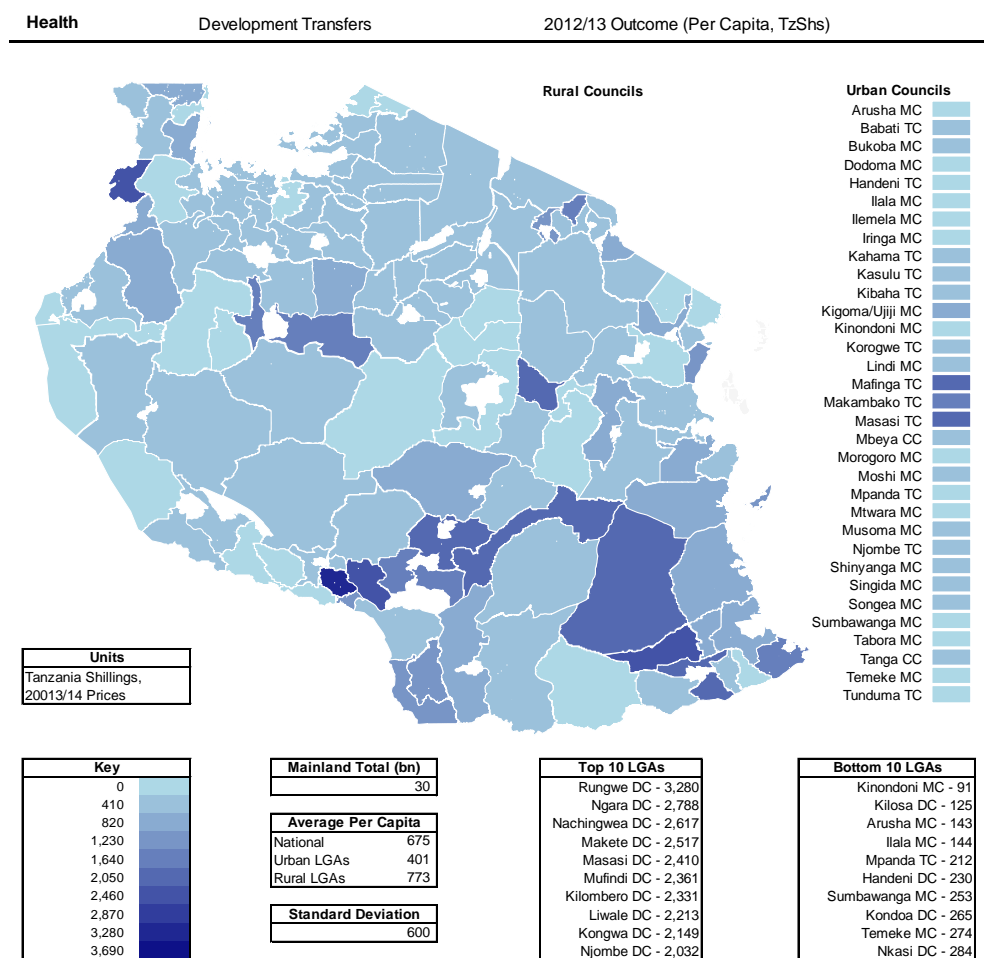 Health Development Transfers 2012/13 Outcome (Per Capita, TzShs)
Rural Councils
Urban Councils
Arusha MC
Babati TC
Bukoba MC
Dodoma MC
Handeni TC
Ilala MC
Ilemela MC
Iringa MC
Kahama TC
Kasulu TC
Kibaha TC
Kigoma/Ujiji MC
Kinondoni MC
Korogwe TC
Lindi MC
Mafinga TC
Makambako TC
Masasi TC
Mbeya CC
Morogoro MC
Moshi MC
Mpanda TC
Mtwara MC
Musoma MC
Njombe TC
Shinyanga MC
Singida MC
Songea MC
Sumbawanga MC
Tabora MC
Tanga CC
Temeke MC
Tunduma TC
Units
Tanzania Shillings,
20013/14 Prices
Key
0
410
820
1,230
1,640
2,050
2,460
2,870
3,280
3,690
Mainland Total (bn)
30
Average Per Capita
National 675
Urban LGAs 401
Rural LGAs 773
Standard Deviation
600
Top 10 LGAs
Rungwe DC - 3,280
Ngara DC - 2,788
Nachingwea DC - 2,617
Makete DC - 2,517
Masasi DC - 2,410
Mufindi DC - 2,361
Kilombero DC - 2,331
Liwale DC - 2,213
Kongwa DC - 2,149
Njombe DC - 2,032
Bottom 10 LGAs
Kinondoni MC - 91
Kilosa DC - 125
Arusha MC - 143
Ilala MC - 144
Mpanda TC - 212
Handeni DC - 230
Sumbawanga MC - 253
Kondoa DC - 265
Temeke MC - 274
Nkasi DC - 284